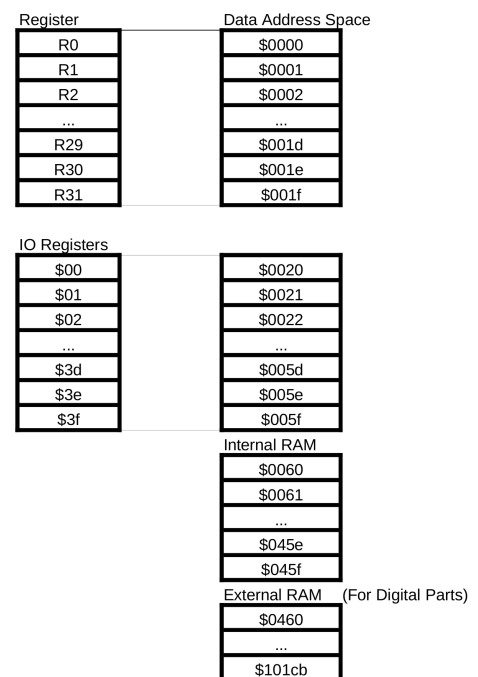 Register Data Address Space
R0 $0000
R1 $0001
R2 $0002
... ...
R29 $001d
R30 $001e
R31 $001f
IO Registers
$00 $0020
$01 $0021
$02 $0022
... ...
$3d $005d
$3e $005e
$3f $005f
Internal RAM
$0060
$0061
...
$045e
$045f
External RAM (For Digital Parts)
$0460
...
$101cb